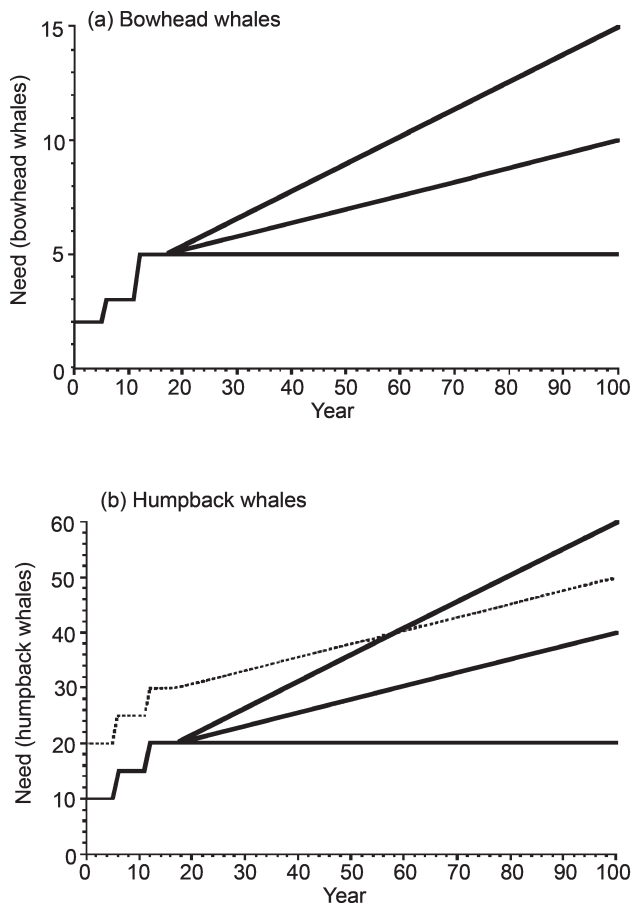 (a) Bowhead whales
15
10
5
0
Need (bowhead whales)
0 10 20 30 40 50 60 70 80 90 100
Year
(b) Humpback whales
60
50
40
30
20
10
0
Need (humpback whales)
0 10 20 30 40 50 60 70 80 90 100
Year